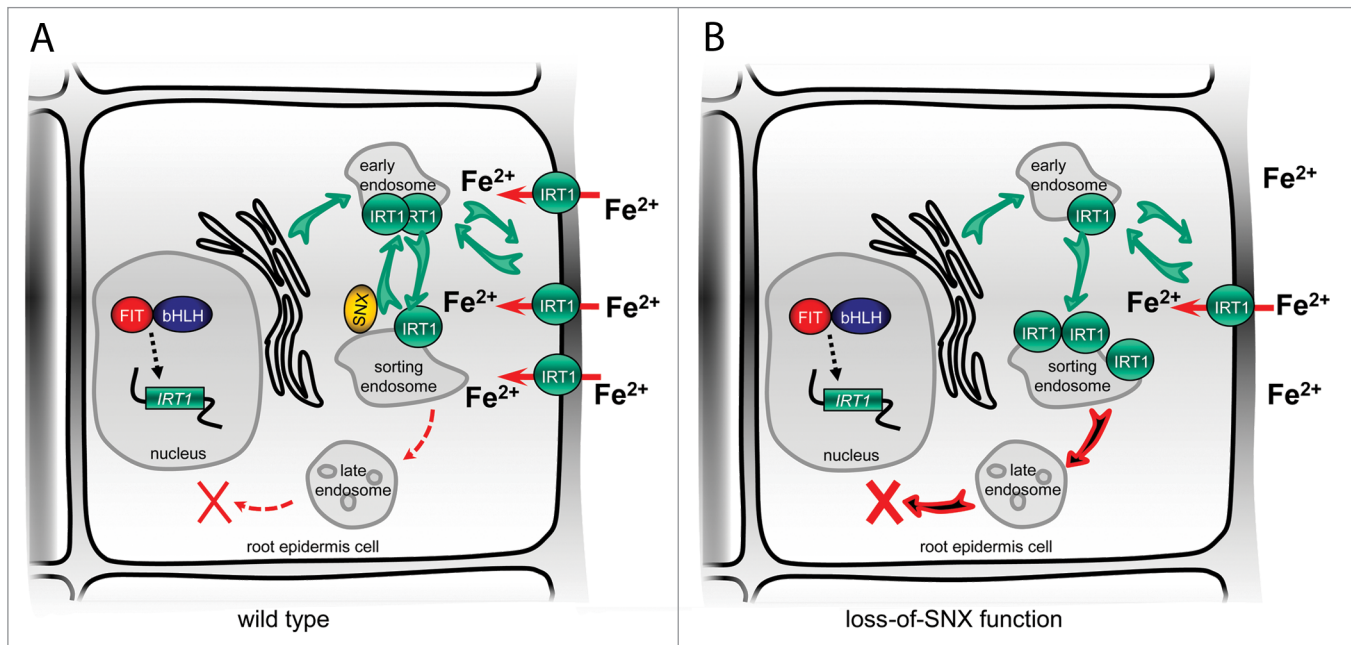 A
early
endosome
IRT1
RT1
Fe²⁺
IRT1
Fe²⁺
SNX
IRT1
Fe²⁺
IRT1
Fe²⁺
FIT
bHLH
sorting
endosome
Fe²⁺
IRT1
Fe²⁺
IRT1
nucleus
late
endosome
root epidermis cell
wild type
B
early
endosome
IRT1
Fe²⁺
FIT
bHLH
IRT1
IRT1
IRT1
Fe²⁺
IRT1
Fe²⁺
sorting
endosome
Fe²⁺
IRT1
nucleus
late
endosome
root epidermis cell
loss-of-SNX function